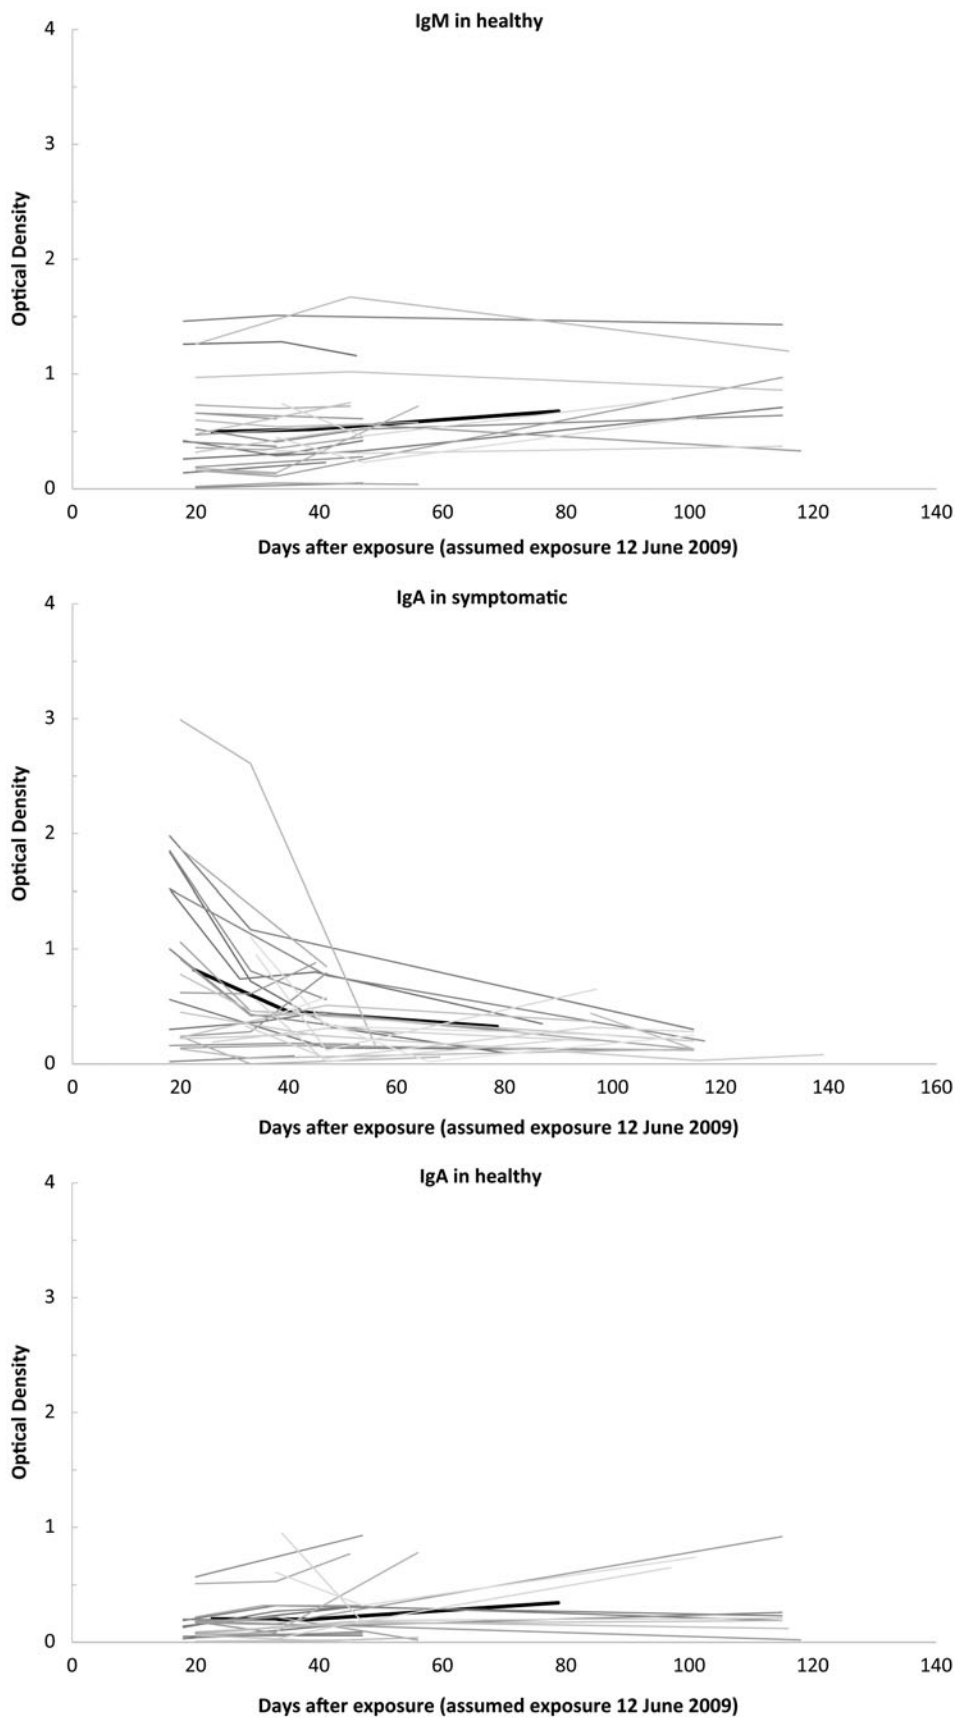 IgM in healthy
4
3
2
1
0
Optical Density
0 20 40 60 80 100 120 140
Days after exposure (assumed exposure 12 June 2009)
IgA in symptomatic
4
3
2
1
0
Optical Density
0 20 40 60 80 100 120 140 160
Days after exposure (assumed exposure 12 June 2009)
IgA in healthy
4
3
2
1
0
Optical Density
0 20 40 60 80 100 120 140
Days after exposure (assumed exposure 12 June 2009)